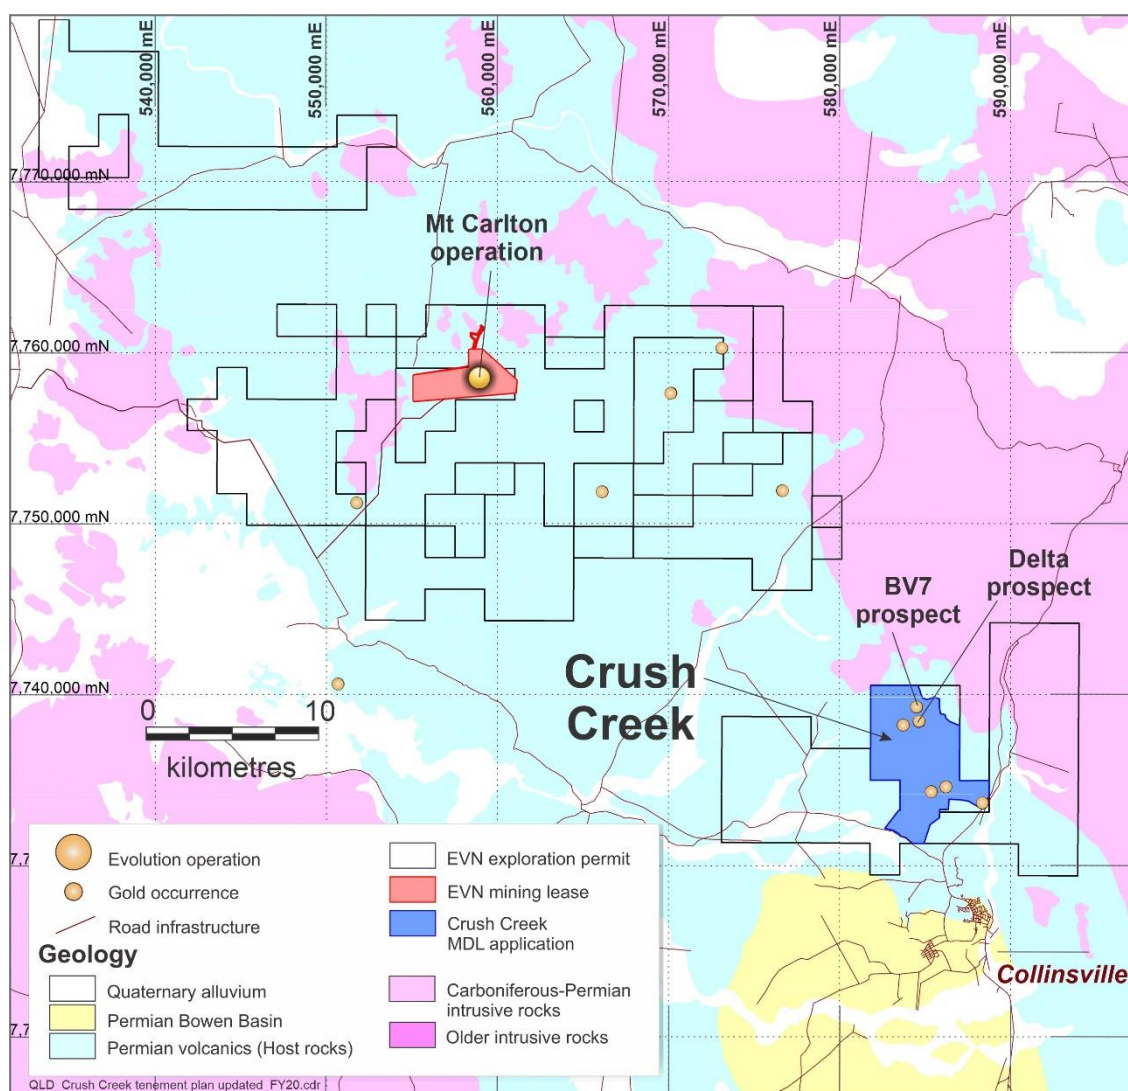 540,000 mE
550,000 mE
560,000 mE
570,000 mE
580,000 mE
590,000 mE
7,770,000 mN
Mt Carlton
operation
7,760,000 mN
7,750,000 mN
Delta
prospect
BV7
prospect
Crush
Creek
7,740,000 mN
0 10
kilometres
Evolution operation
Gold occurrence
Road infrastructure
Geology
Quaternary alluvium
Permian Bowen Basin
Permian volcanics (Host rocks)
EVN exploration permit
EVN mining lease
Crush Creek
MDL application
Carboniferous-Permian
intrusive rocks
Older intrusive rocks
Collinsville
QLD Crush Creek tenement plan updated FY20.cdr